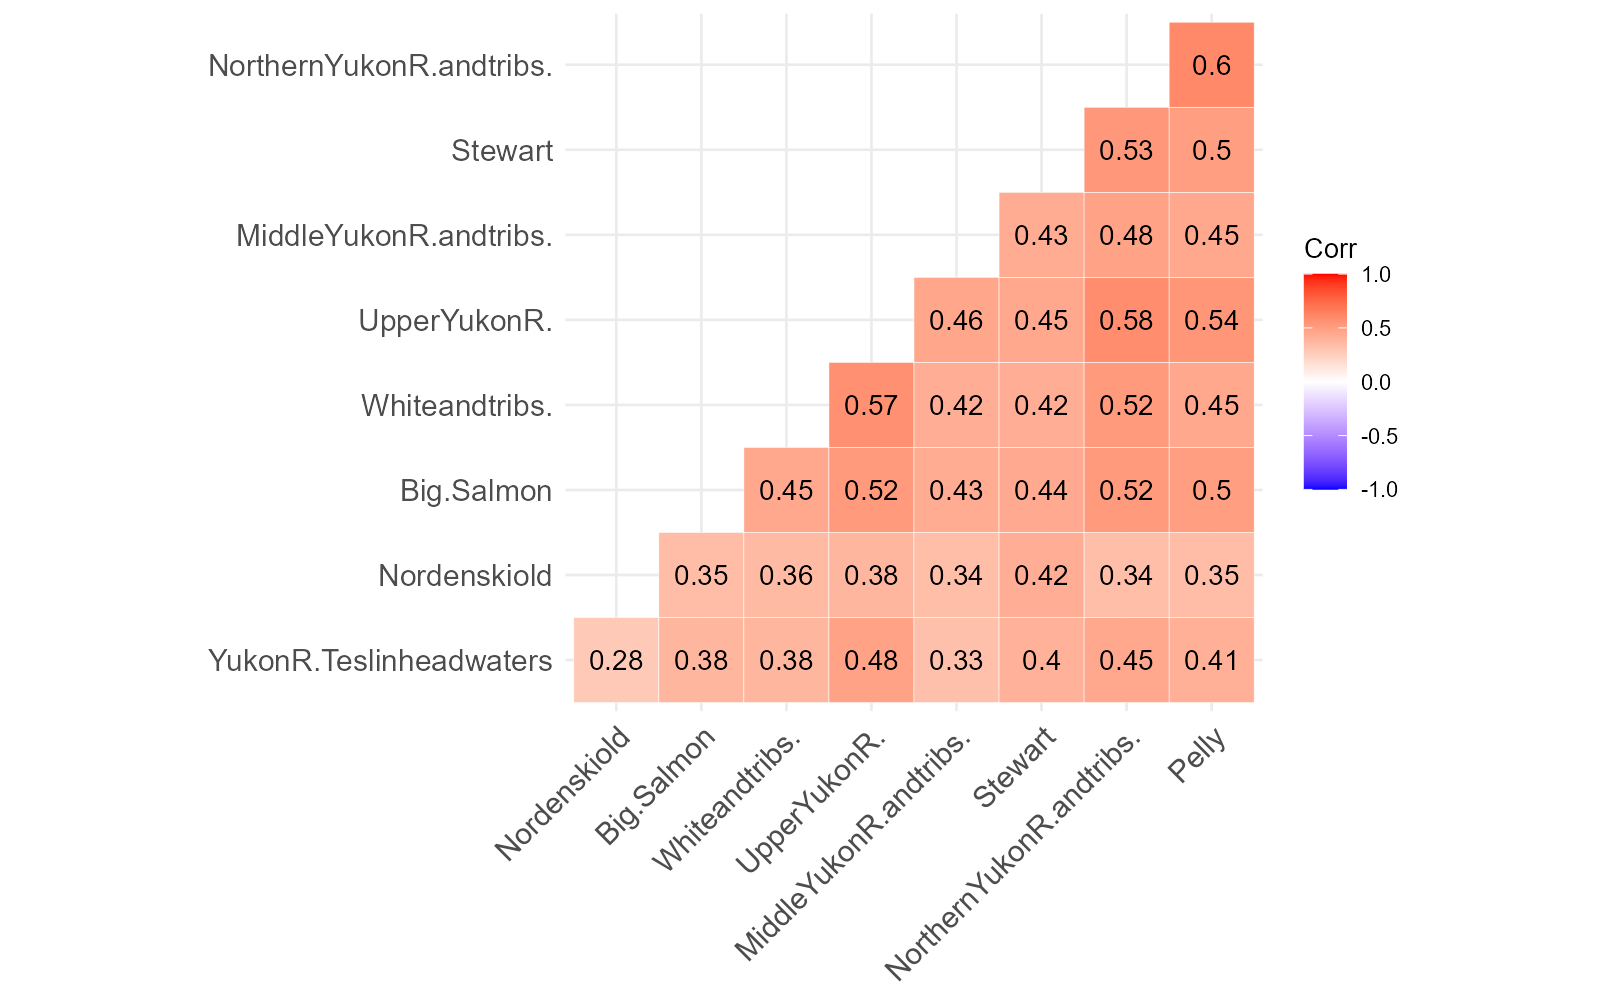 NorthernYukonR.andtribs. 0.6
Stewart 0.53 0.5
MiddleYukonR.andtribs. 0.43 0.48 0.45
UpperYukonR. 0.46 0.45 0.58 0.54
Whiteandtribs. 0.57 0.42 0.42 0.52 0.45
Big.Salmon 0.45 0.52 0.43 0.44 0.52 0.5
Nordenskiold 0.35 0.36 0.38 0.34 0.42 0.34 0.35
YukonR.Teslinheadwaters 0.28 0.38 0.38 0.48 0.33 0.4 0.45 0.41
Nordenskiold
Big.Salmon
Whiteandtribs.
UpperYukonR.
MiddleYukonR.andtribs.
Stewart
NorthernYukonR.andtribs.
Pelly
Corr
1.0
0.5
0.0
-0.5
-1.0